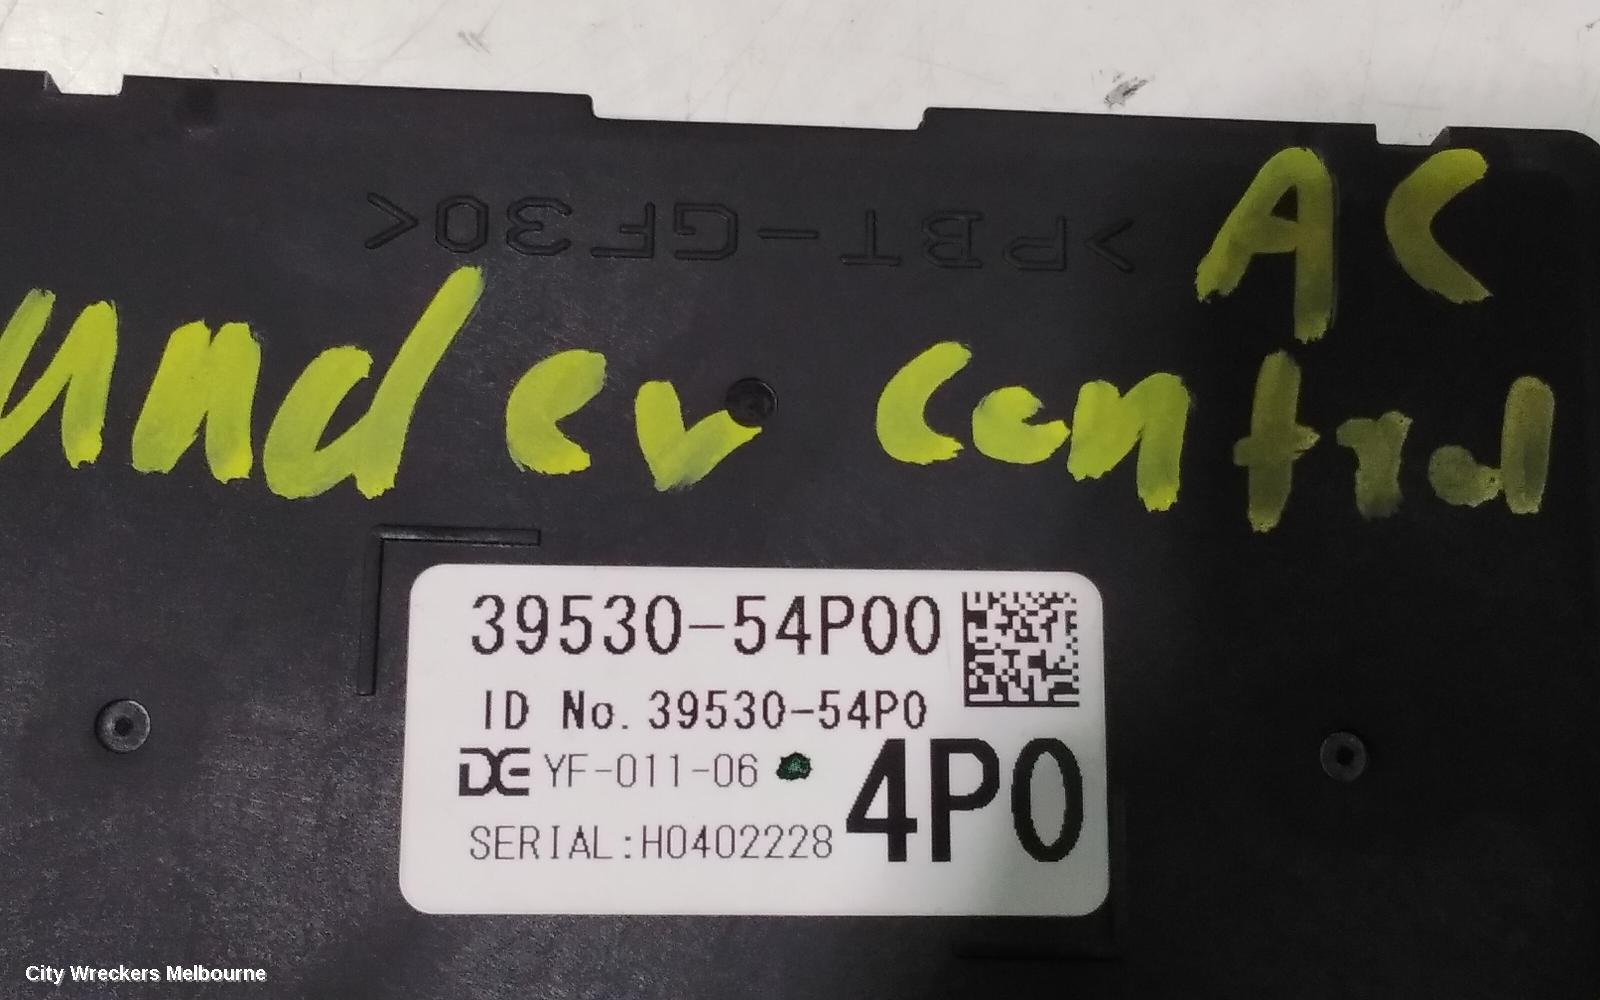 >PBT-GF30<
AC
under control
39530-54P00
ID No. 39530-54P0
DE YF-011-06
4P0
SERIAL:H0402228
City Wreckers Melbourne